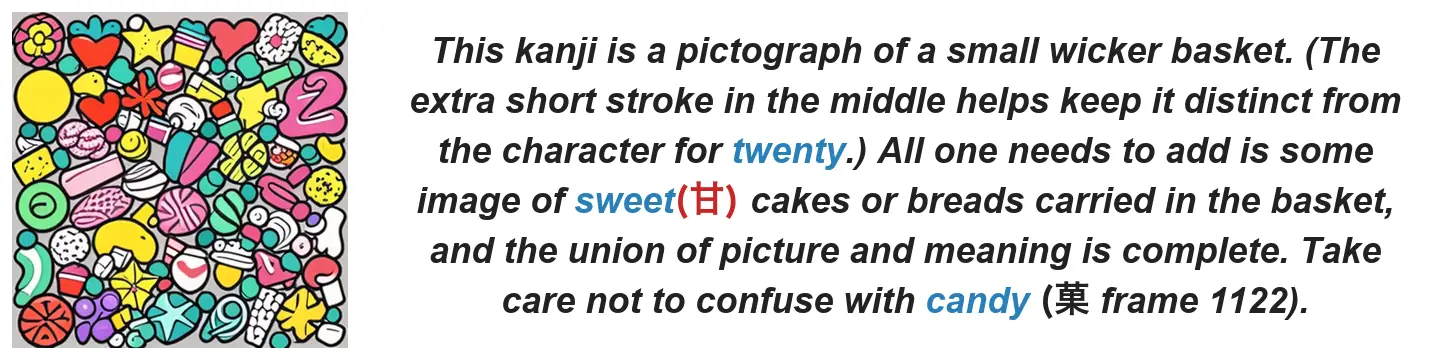 This kanji is a pictograph of a small wicker basket. (The
extra short stroke in the middle helps keep it distinct from
the character for twenty.) All one needs to add is some
image of sweet(甘) cakes or breads carried in the basket,
and the union of picture and meaning is complete. Take
care not to confuse with candy (菓 frame 1122).